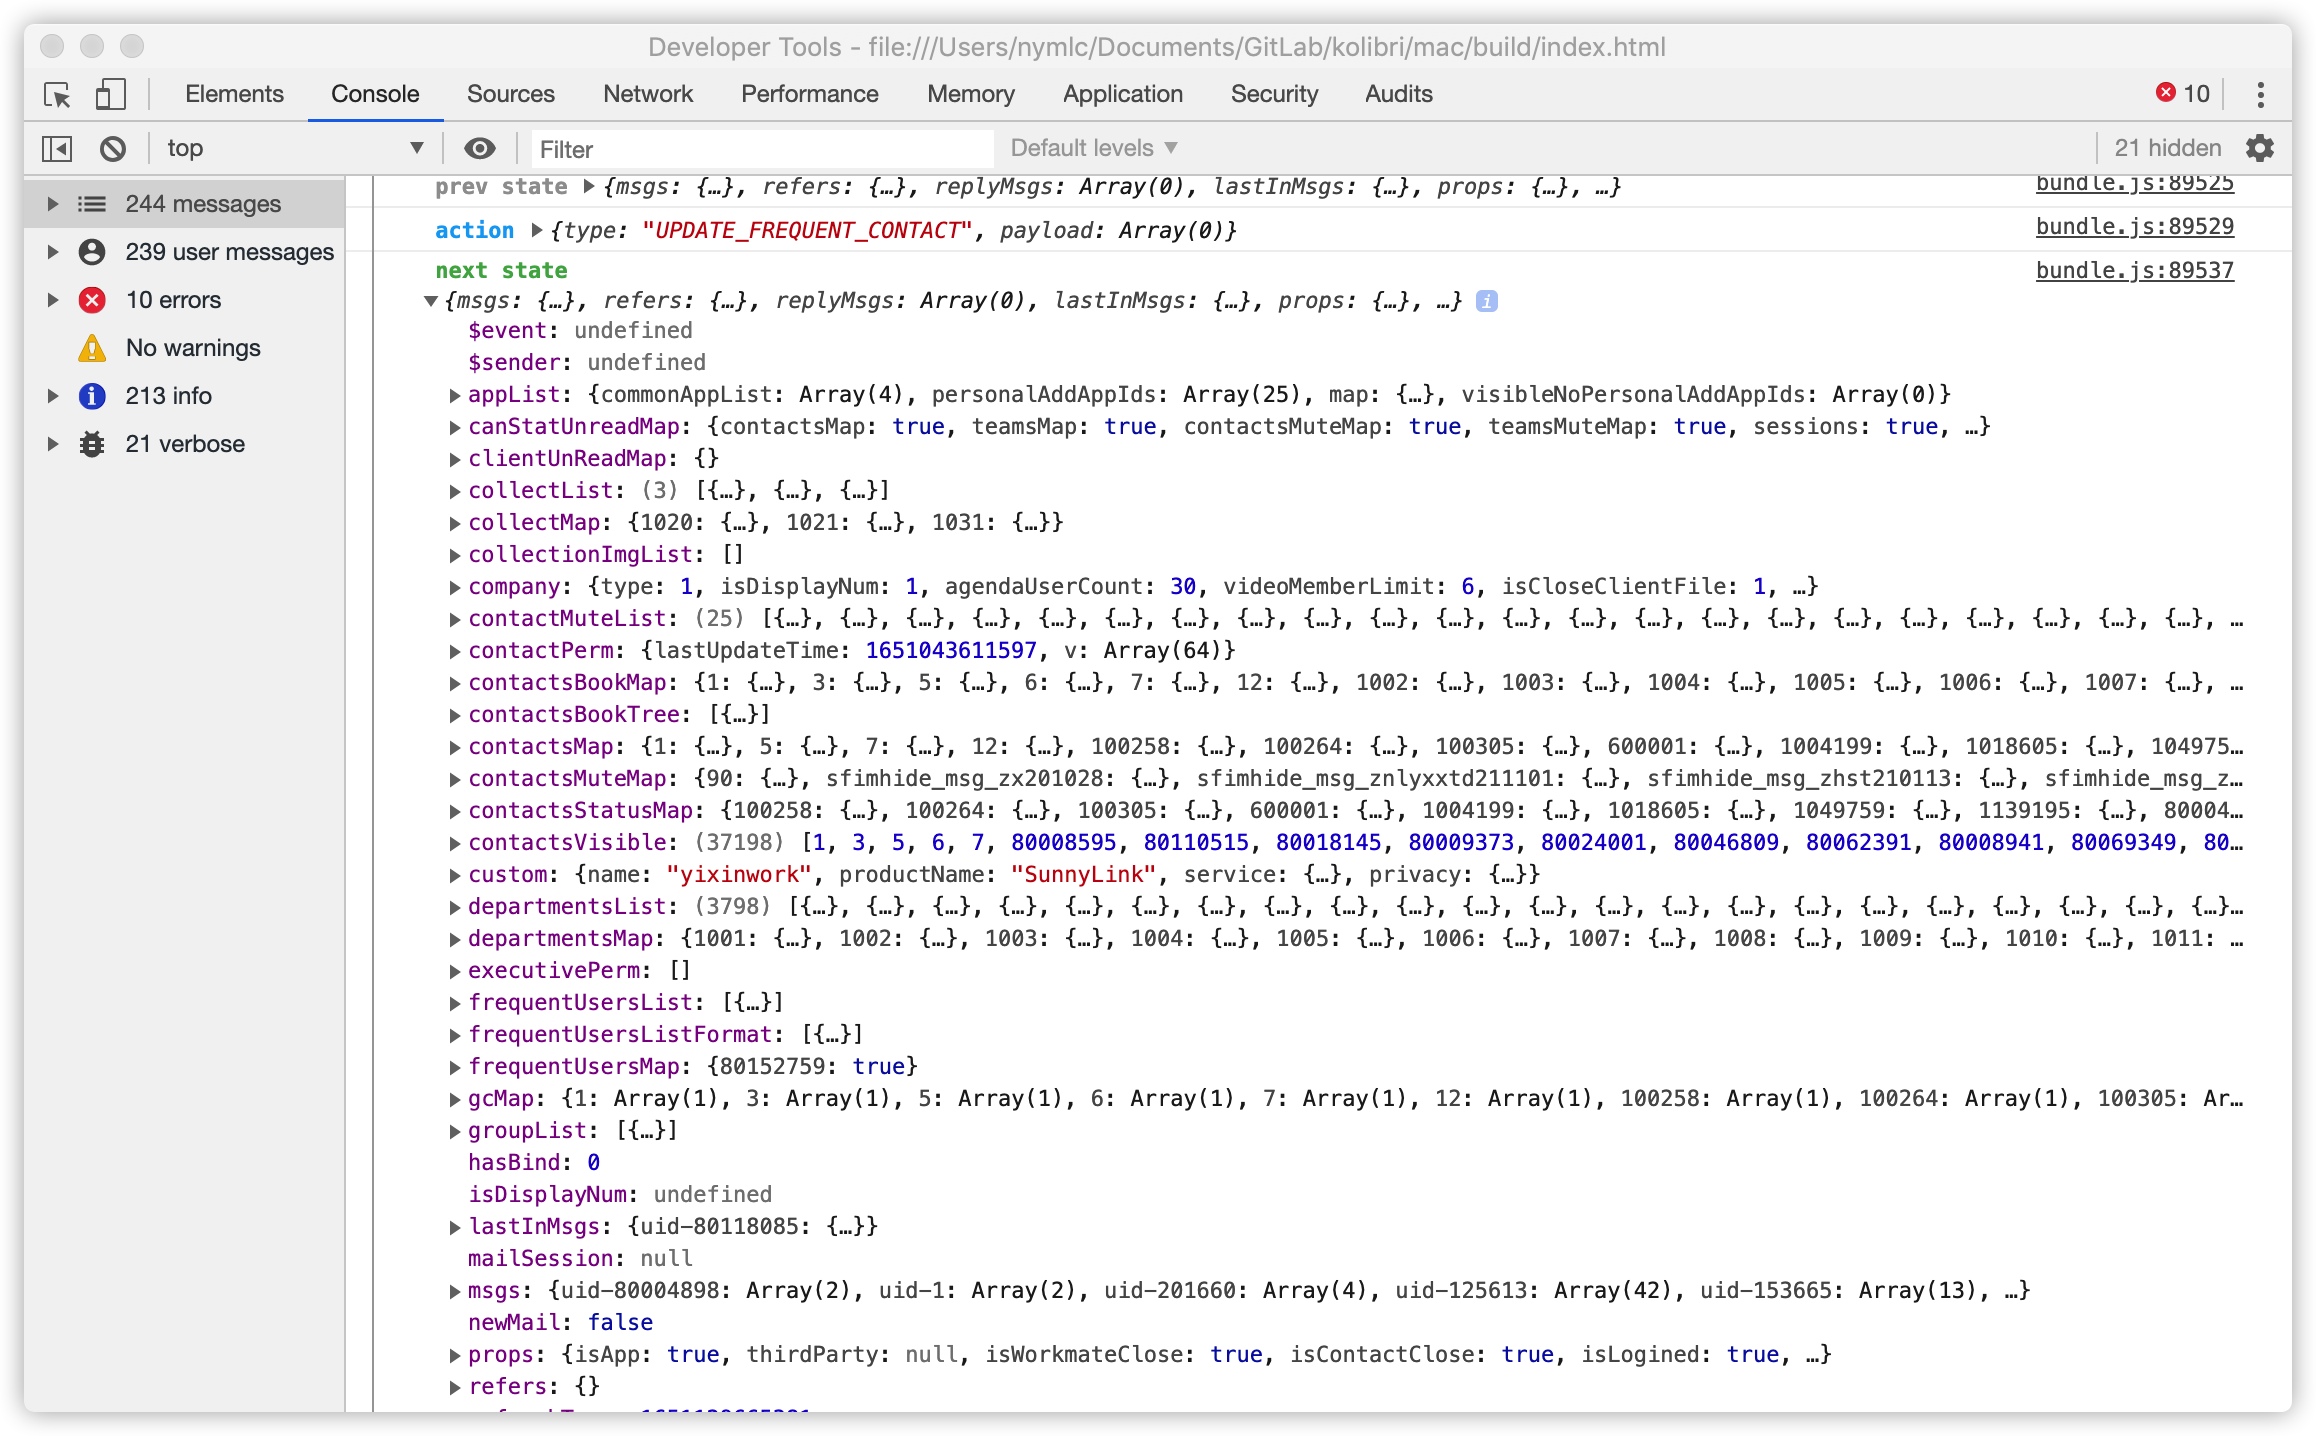 Developer Tools - file:///Users/nymlc/Documents/GitLab/kolibri/mac/build/index.html
Elements Console Sources Network Performance Memory Application Security Audits 10
top Filter Default levels 21 hidden
244 messages
239 user messages
10 errors
No warnings
213 info
21 verbose
prev state {msgs: {…}, refers: {…}, replyMsgs: Array(0), lastInMsgs: {…}, props: {…}, …} bundle.js:89525
action {type: "UPDATE_FREQUENT_CONTACT", payload: Array(0)} bundle.js:89529
next state bundle.js:89537
{msgs: {…}, refers: {…}, replyMsgs: Array(0), lastInMsgs: {…}, props: {…}, …} i
$event: undefined
$sender: undefined
appList: {commonAppList: Array(4), personalAddAppIds: Array(25), map: {…}, visibleNoPersonalAddAppIds: Array(0)}
canStatUnreadMap: {contactsMap: true, teamsMap: true, contactsMuteMap: true, teamsMuteMap: true, sessions: true, …}
clientUnReadMap: {}
collectList: (3) [{…}, {…}, {…}]
collectMap: {1020: {…}, 1021: {…}, 1031: {…}}
collectionImgList: []
company: {type: 1, isDisplayNum: 1, agendaUserCount: 30, videoMemberLimit: 6, isCloseClientFile: 1, …}
contactMuteList: (25) [{…}, {…}, {…}, {…}, {…}, {…}, {…}, {…}, {…}, {…}, {…}, {…}, {…}, {…}, {…}, {…}, {…}, {…}, {…}, {…}, {…}, {…}, …
contactPerm: {lastUpdateTime: 1651043611597, v: Array(64)}
contactsBookMap: {1: {…}, 3: {…}, 5: {…}, 6: {…}, 7: {…}, 12: {…}, 1002: {…}, 1003: {…}, 1004: {…}, 1005: {…}, 1006: {…}, 1007: {…}, …
contactsBookTree: [{…}]
contactsMap: {1: {…}, 5: {…}, 7: {…}, 12: {…}, 100258: {…}, 100264: {…}, 100305: {…}, 600001: {…}, 1004199: {…}, 1018605: {…}, 104975…
contactsMuteMap: {90: {…}, sfimhide_msg_zx201028: {…}, sfimhide_msg_znlyxxtd211101: {…}, sfimhide_msg_zhst210113: {…}, sfimhide_msg_z…
contactsStatusMap: {100258: {…}, 100264: {…}, 100305: {…}, 600001: {…}, 1004199: {…}, 1018605: {…}, 1049759: {…}, 1139195: {…}, 80004…
contactsVisible: (37198) [1, 3, 5, 6, 7, 80008595, 80110515, 80018145, 80009373, 80024001, 80046809, 80062391, 80008941, 80069349, 80…
custom: {name: "yixinwork", productName: "SunnyLink", service: {…}, privacy: {…}}
departmentsList: (3798) [{…}, {…}, {…}, {…}, {…}, {…}, {…}, {…}, {…}, {…}, {…}, {…}, {…}, {…}, {…}, {…}, {…}, {…}, {…}, {…}, {…}, {…}…
departmentsMap: {1001: {…}, 1002: {…}, 1003: {…}, 1004: {…}, 1005: {…}, 1006: {…}, 1007: {…}, 1008: {…}, 1009: {…}, 1010: {…}, 1011: …
executivePerm: []
frequentUsersList: [{…}]
frequentUsersListFormat: [{…}]
frequentUsersMap: {80152759: true}
gcMap: {1: Array(1), 3: Array(1), 5: Array(1), 6: Array(1), 7: Array(1), 12: Array(1), 100258: Array(1), 100264: Array(1), 100305: Ar…
groupList: [{…}]
hasBind: 0
isDisplayNum: undefined
lastInMsgs: {uid-80118085: {…}}
mailSession: null
msgs: {uid-80004898: Array(2), uid-1: Array(2), uid-201660: Array(4), uid-125613: Array(42), uid-153665: Array(13), …}
newMail: false
props: {isApp: true, thirdParty: null, isWorkmateClose: true, isContactClose: true, isLogined: true, …}
refers: {}